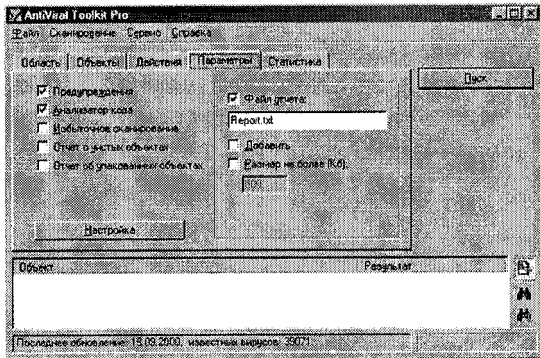 AntiViral Toolkit Pro
Файл Сканирование Сервис Справка
Область Объекты Действия Параметры Статистика
Пуск
Предупреждения
Анализатор кода
Избыточное сканирование
Отчет о чистых объектах
Отчет об упакованных объектах
Файл отчета:
Report.txt
Добавить
Размер не более (Кб):
500
Настройка
Объект Результат
Последнее обновление: 18.09.2000, известных вирусов: 39071